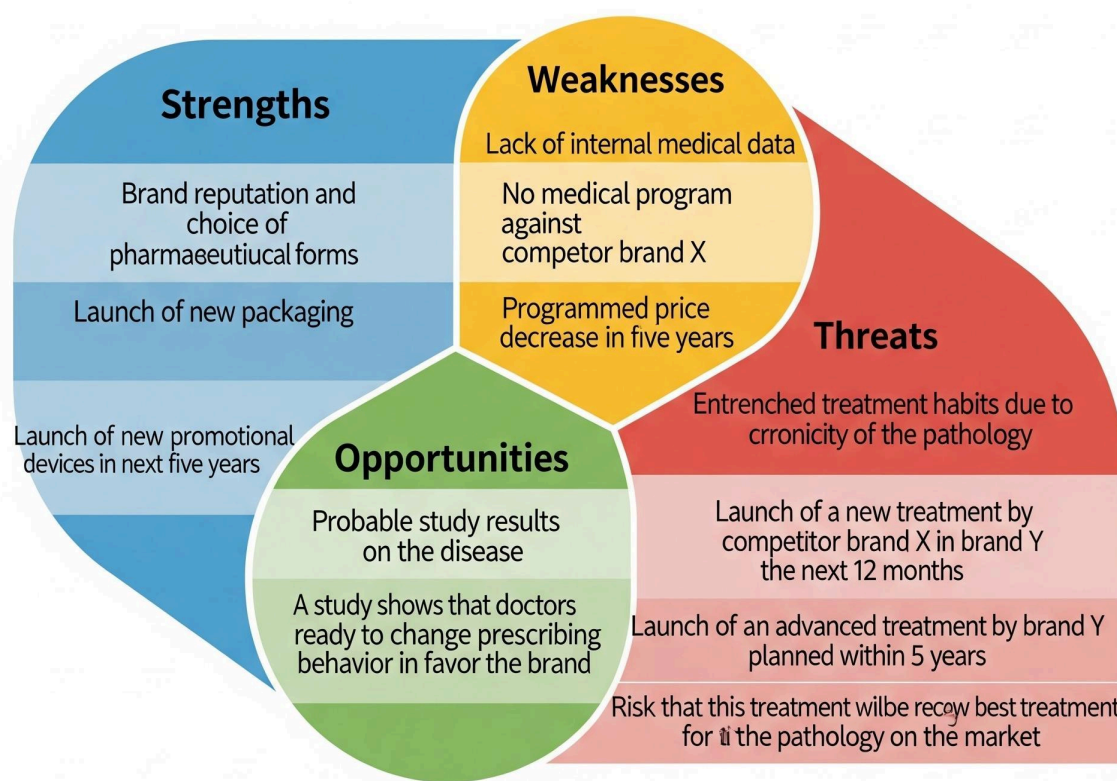 Strengths
Brand reputation and
choice of
pharmaeeutiucal forms
Launch of new packaging
Launch of new promotional
devices in next five years
Weaknesses
Lack of internal medical data
No medical program
against
competor brand X
Programmed price
decrease in five years
Opportunities
Probable study results
on the disease
A study shows that doctors
ready to change prescribing
behavior in favor the brand
Threats
Entrenched treatment habits due to
crronicity of the pathology
Launch of a new treatment by
competitor brand X in brand Y
the next 12 months
Launch of an advanced treatment by brand Y
planned within 5 years
Risk that this treatment wilbe best treatment
for the pathology on the market